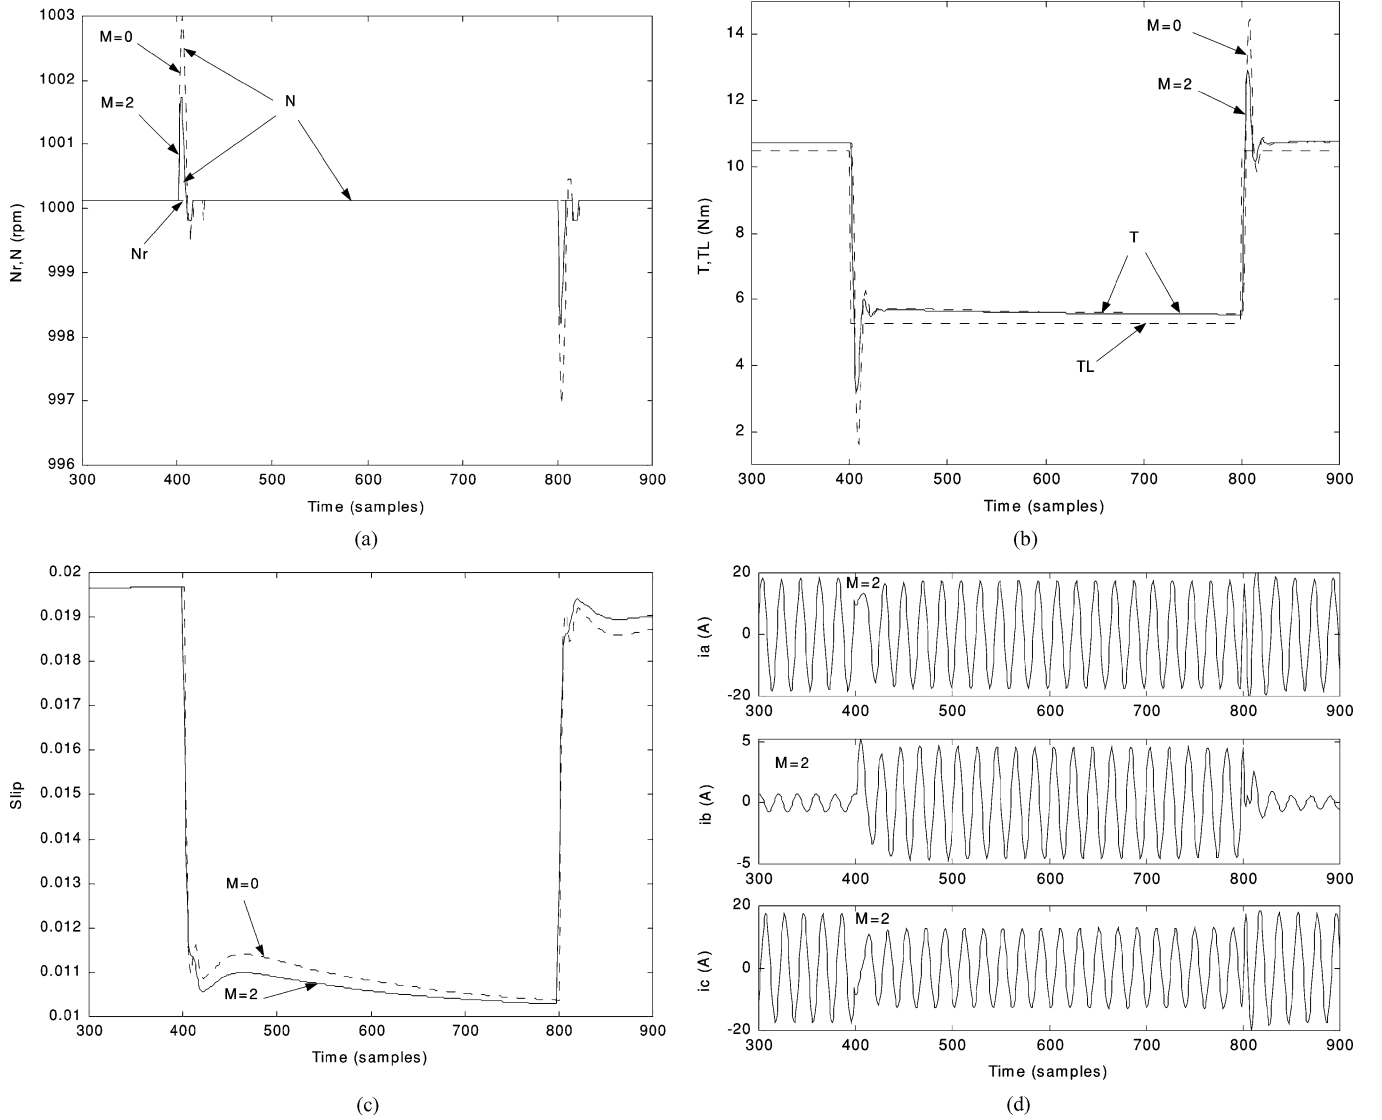 1003
1002
1001
1000
999
998
997
996
Nr,N (rpm)
M=0
M=2
N
Nr
300 400 500 600 700 800 900
Time (samples)
(a)
14
12
10
8
6
4
2
T,TL (Nm)
M=0
M=2
T
TL
300 400 500 600 700 800 900
Time (samples)
(b)
0.02
0.019
0.018
0.017
0.016
0.015
0.014
0.013
0.012
0.011
0.01
Slip
M=0
M=2
300 400 500 600 700 800 900
Time (samples)
(c)
20
0
-20
ia (A)
M=2
300 400 500 600 700 800 900
5
0
-5
ib (A)
M=2
300 400 500 600 700 800 900
20
0
-20
ic (A)
M=2
300 400 500 600 700 800 900
Time (samples)
(d)